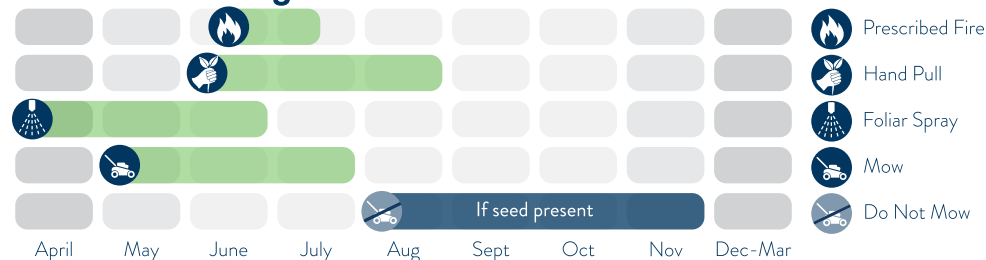 Prescribed Fire
Hand Pull
Foliar Spray
Mow
If seed present
Do Not Mow
April May June July Aug Sept Oct Nov Dec-Mar